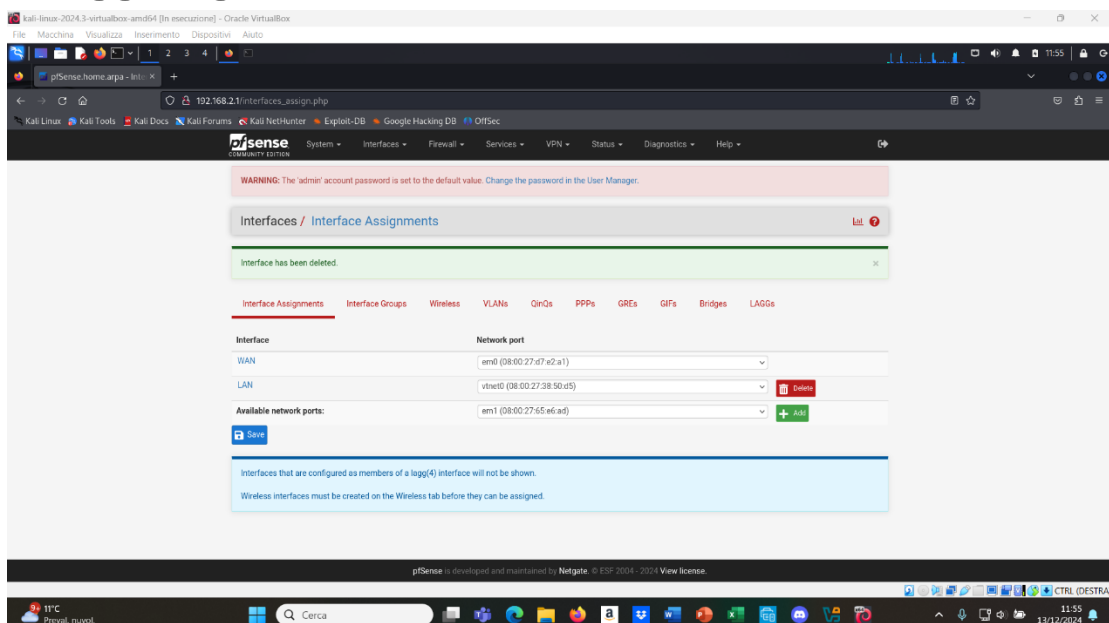 kali-linux-2024.3-virtualbox-amd64 [In esecuzione] - Oracle VirtualBox
File Macchina Visualizza Inserimento Dispositivi Aiuto
1 2 3 4
11:55
pfSense.home.arpa - Inte
192.168.2.1/interfaces_assign.php
Kali Linux Kali Tools Kali Docs Kali Forums Kali NetHunter Exploit-DB Google Hacking DB OffSec
pfsense System Interfaces Firewall Services VPN Status Diagnostics Help
COMMUNITY EDITION
WARNING: The 'admin' account password is set to the default value. Change the password in the User Manager.
Interfaces / Interface Assignments
Interface has been deleted.
Interface Assignments Interface Groups Wireless VLANs QinQs PPPs GREs GIFs Bridges LAGGs
Interface Network port
WAN em0 (08:00:27:d7:e2:a1)
LAN vtnet0 (08:00:27:38:50:d5) Delete
Available network ports: em1 (08:00:27:65:e6:ad) Add
Save
Interfaces that are configured as members of a lagg(4) interface will not be shown.
Wireless interfaces must be created on the Wireless tab before they can be assigned.
pfSense is developed and maintained by Netgate. © ESF 2004 - 2024 View license.
CTRL (DESTRA
11°C
Preval. nuvol.
Cerca
11:55
13/12/2024